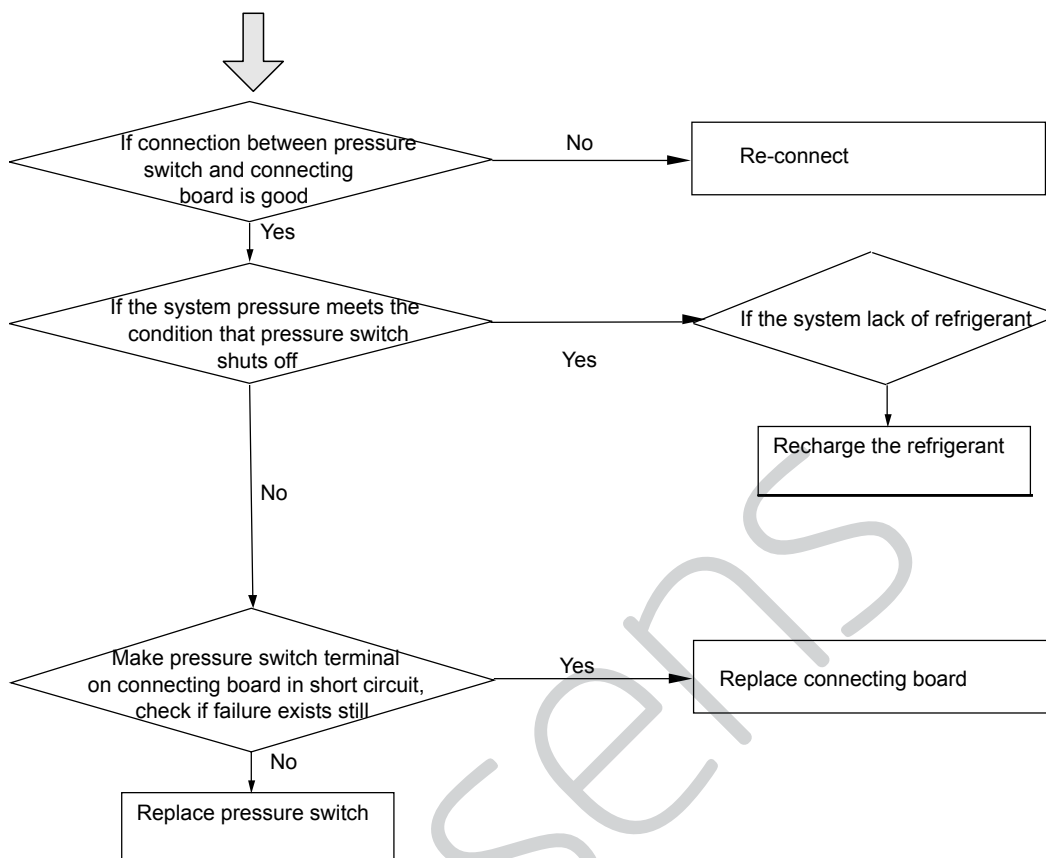 If connection between pressure
switch and connecting
board is good
No
Re-connect
Yes
If the system pressure meets the
condition that pressure switch
shuts off
Yes
If the system lack of refrigerant
Recharge the refrigerant
No
Make pressure switch terminal
on connecting board in short circuit,
check if failure exists still
Yes
Replace connecting board
No
Replace pressure switch
sens